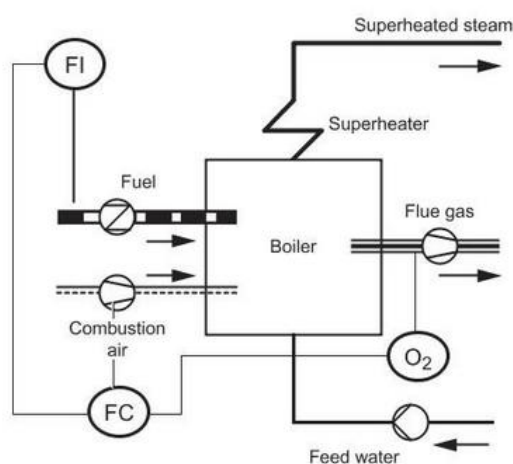 Superheated steam
FI
Superheater
Fuel
Flue gas
Boiler
Combustion
air
O2
FC
Feed water